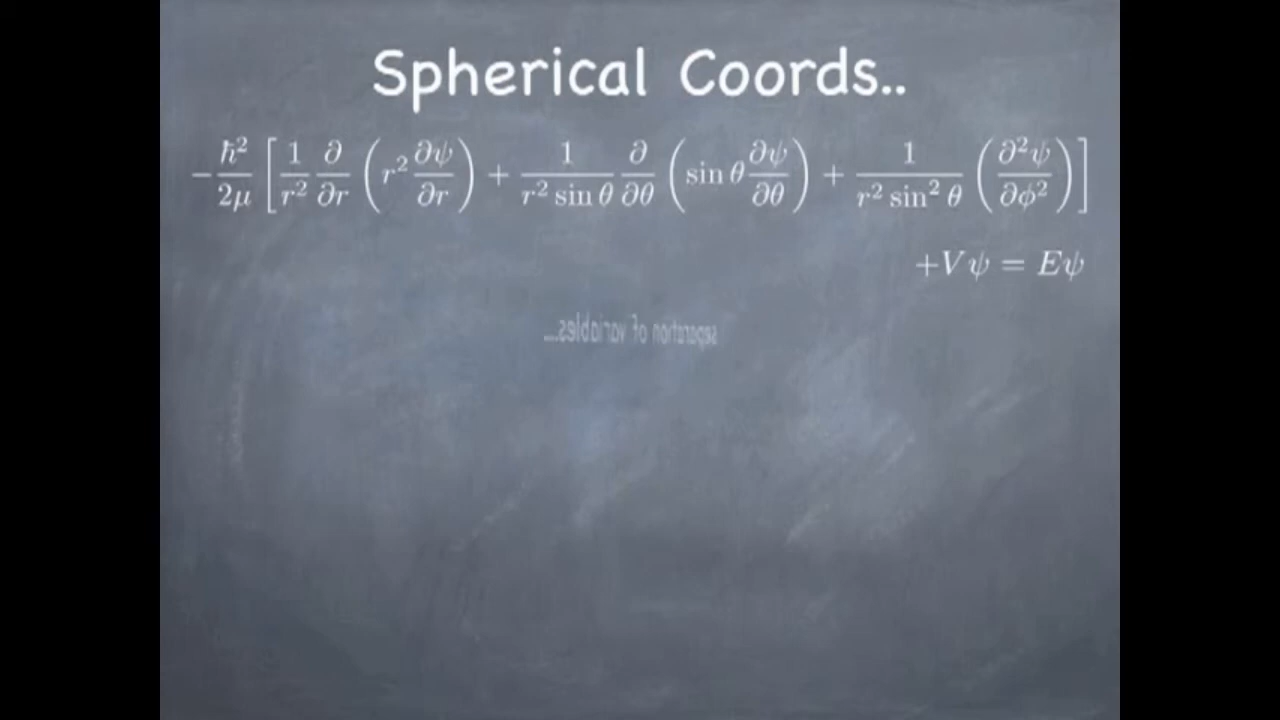 Spherical Coords..
$-\frac{\hbar^2}{2\mu}\left[\frac{1}{r^2}\frac{\partial}{\partial r}\left(r^2\frac{\partial\psi}{\partial r}\right)+\frac{1}{r^2\sin\theta}\frac{\partial}{\partial\theta}\left(\sin\theta\frac{\partial\psi}{\partial\theta}\right)+\frac{1}{r^2\sin^2\theta}\left(\frac{\partial^2\psi}{\partial\phi^2}\right)\right]$
$+V\psi=E\psi$
separation of variables....